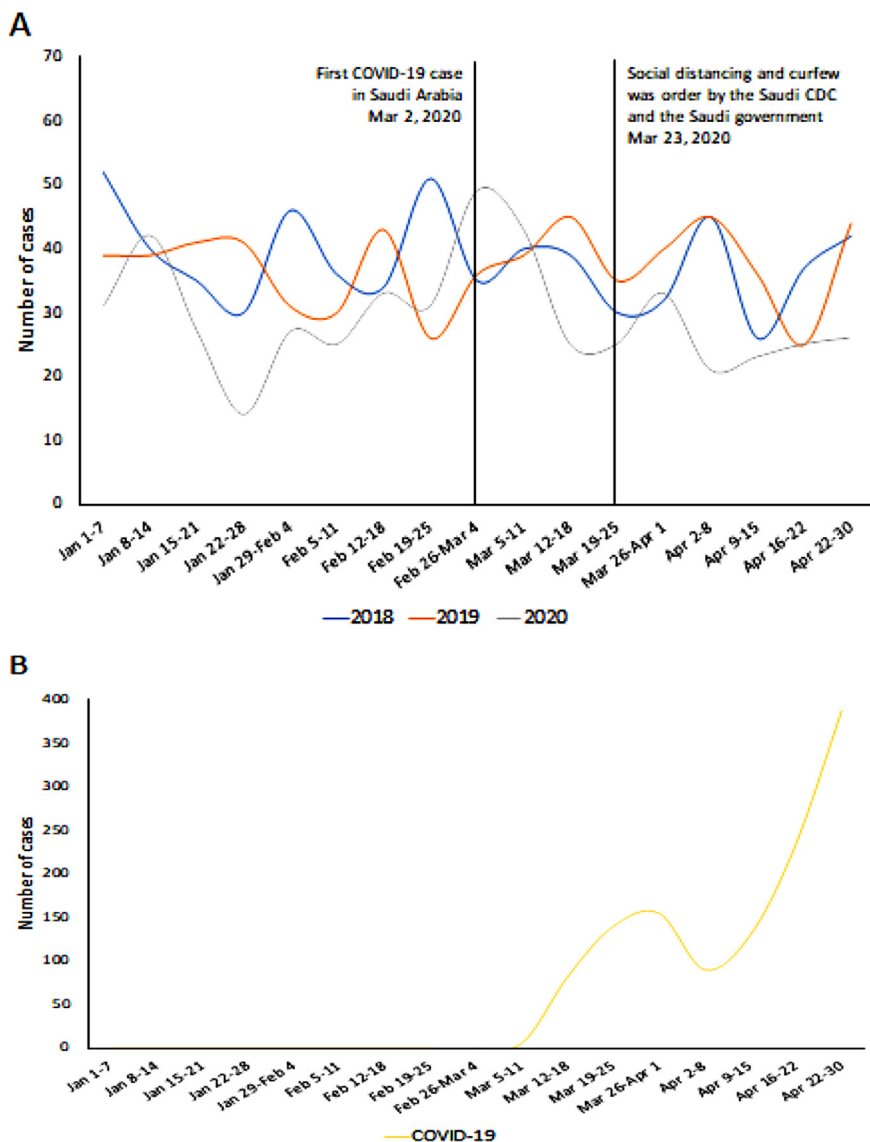 A
70
60
50
40
30
20
10
0
Number of cases
First COVID-19 case
in Saudi Arabia
Mar 2, 2020
Social distancing and curfew
was order by the Saudi CDC
and the Saudi government
Mar 23, 2020
Jan 1-7
Jan 8-14
Jan 15-21
Jan 22-28
Jan 29-Feb 4
Feb 5-11
Feb 12-18
Feb 19-25
Feb 26-Mar 4
Mar 5-11
Mar 12-18
Mar 19-25
Mar 26-Apr 1
Apr 2-8
Apr 9-15
Apr 16-22
Apr 22-30
2018 2019 2020
B
400
350
300
250
200
150
100
50
0
Number of cases
Jan 1-7
Jan 8-14
Jan 15-21
Jan 22-28
Jan 29-Feb 4
Feb 5-11
Feb 12-18
Feb 19-25
Feb 26-Mar 4
Mar 5-11
Mar 12-18
Mar 19-25
Mar 26-Apr 1
Apr 2-8
Apr 9-15
Apr 16-22
Apr 22-30
COVID-19